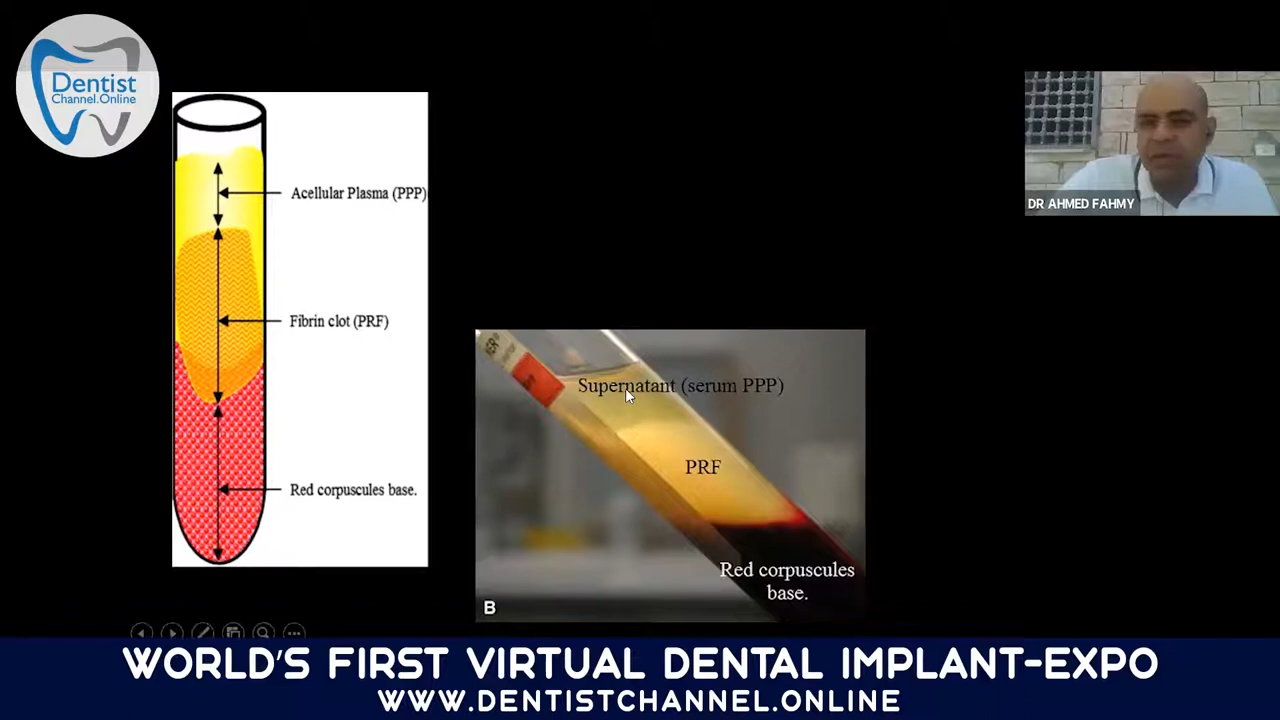 Dentist
Channel.Online
Acellular Plasma (PPP)
Fibrin clot (PRF)
Red corpuscules base.
DR AHMED FAHMY
Supernatant (serum PPP)
PRF
Red corpuscules
base.
B
WORLD'S FIRST VIRTUAL DENTAL IMPLANT-EXPO
WWW.DENTISTCHANNEL.ONLINE